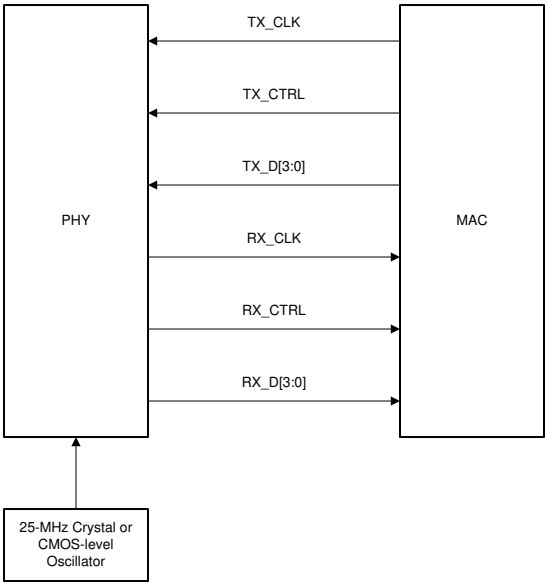 TX_CLK
TX_CTRL
TX_D[3:0]
PHY
MAC
RX_CLK
RX_CTRL
RX_D[3:0]
25-MHz Crystal or
CMOS-level
Oscillator